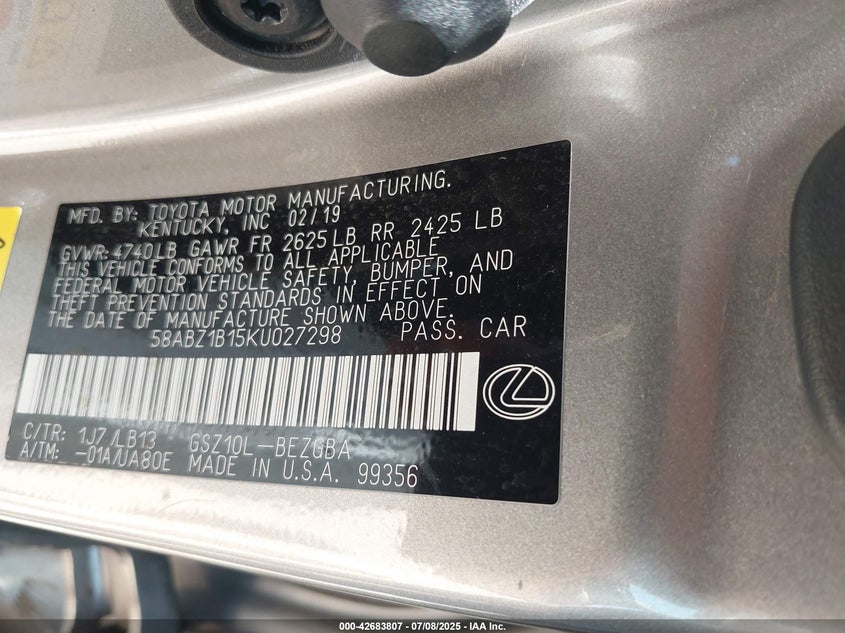 MFD. BY: TOYOTA MOTOR MANUFACTURING.
KENTUCKY, INC 02/19
GVWR: 4740LB GAWR FR 2625LB RR 2425 LB
THIS VEHICLE CONFORMS TO ALL APPLICABLE
FEDERAL MOTOR VEHICLE SAFETY, BUMPER, AND
THEFT PREVENTION STANDARDS IN EFFECT ON
THE DATE OF MANUFACTURE SHOWN ABOVE.
58ABZ1B15KU027298 PASS. CAR
C/TR: 1J7/LB13 GSZ10L-BEZGBA
A/TM: -01A/UA80E MADE IN U.S.A. 99356
000-42683807 - 07/08/2025 - IAA Inc.